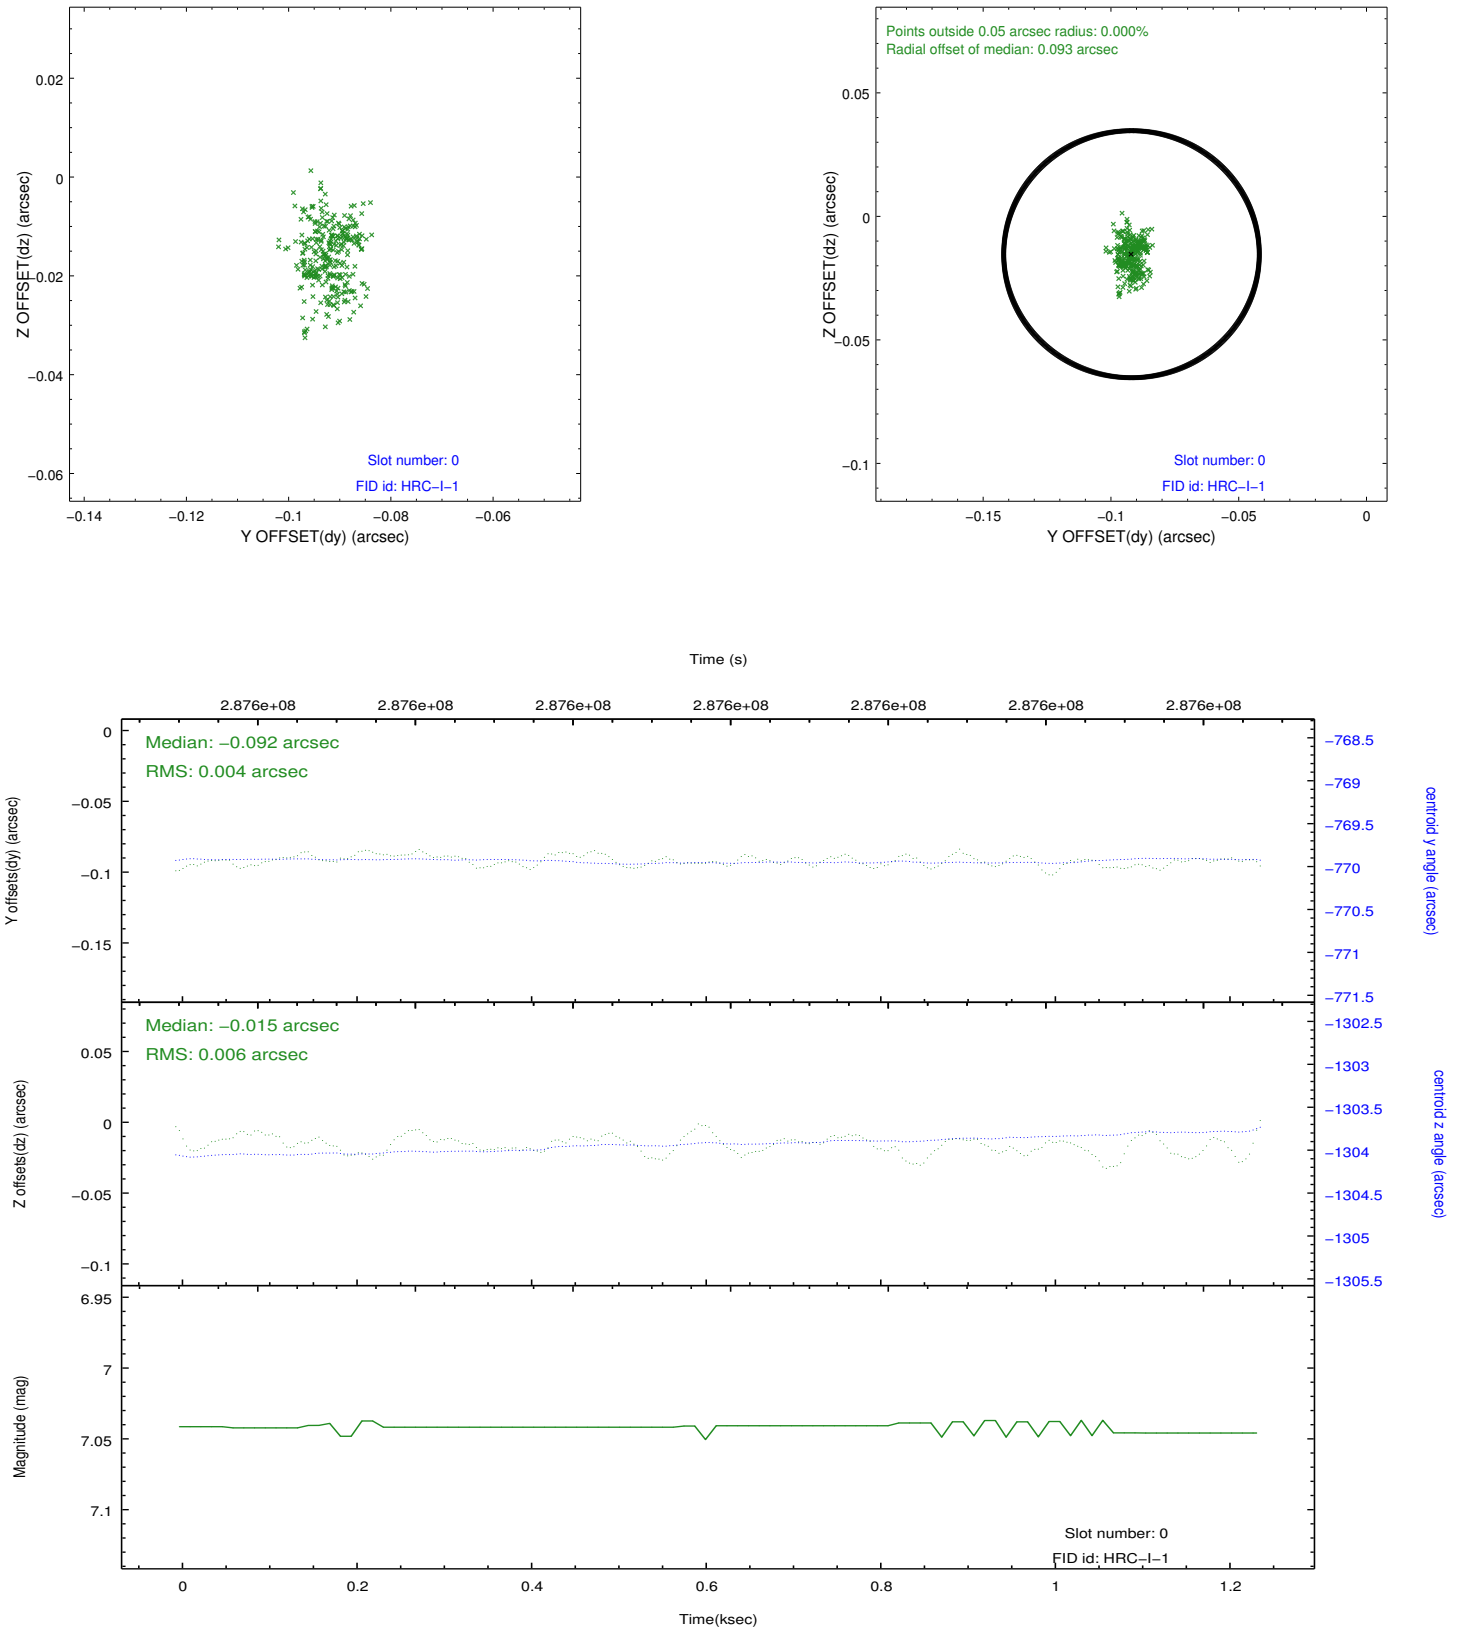 0.02
0
−0.02
−0.04
−0.06
Z OFFSET(dz) (arcsec)
Slot number: 0
FID id: HRC−I−1
−0.14
−0.12
−0.1
−0.08
−0.06
Y OFFSET(dy) (arcsec)
Points outside 0.05 arcsec radius: 0.000%
Radial offset of median: 0.093 arcsec
0.05
0
−0.05
−0.1
Z OFFSET(dz) (arcsec)
Slot number: 0
FID id: HRC−I−1
−0.15
−0.1
−0.05
0
Y OFFSET(dy) (arcsec)
Time (s)
2.876e+08 2.876e+08 2.876e+08 2.876e+08 2.876e+08 2.876e+08 2.876e+08
Median: −0.092 arcsec
RMS: 0.004 arcsec
0
−0.05
−0.1
−0.15
Y offsets(dy) (arcsec)
−768.5
−769
−769.5
−770
−770.5
−771
−771.5
centroid y angle (arcsec)
Median: −0.015 arcsec
RMS: 0.006 arcsec
0.05
0
−0.05
−0.1
Z offsets(dz) (arcsec)
−1302.5
−1303
−1303.5
−1304
−1304.5
−1305
−1305.5
centroid z angle (arcsec)
6.95
7
7.05
7.1
Magnitude (mag)
Slot number: 0
FID id: HRC−I−1
0 0.2 0.4 0.6 0.8 1 1.2
Time(ksec)